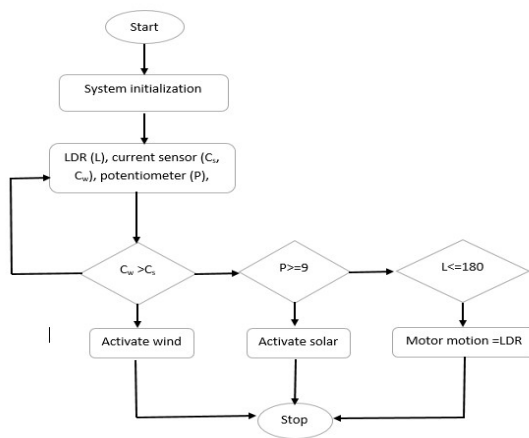 Start
System initialization
LDR (L), current sensor (Cₛ,
C𝓌), potentiometer (P),
C𝓌 >Cₛ
P>=9
L<=180
Activate wind
Activate solar
Motor motion =LDR
Stop